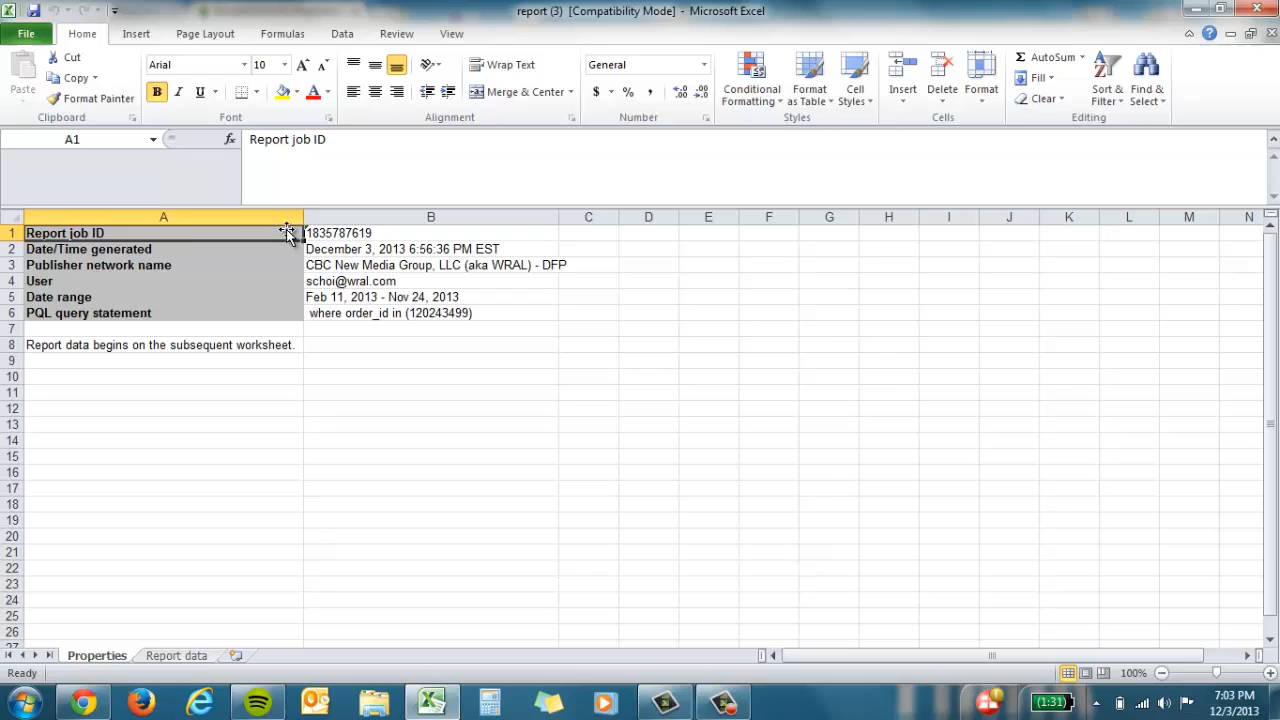 report (3) [Compatibility Mode] - Microsoft Excel
File Home Insert Page Layout Formulas Data Review View
Paste
Cut
Copy
Format Painter
Clipboard
Arial 10
B I U A
Font
Wrap Text
Merge & Center
Alignment
General
$ % ,
Number
Conditional Formatting
Format as Table
Cell Styles
Styles
Insert Delete Format
Cells
AutoSum
Fill
Clear
Sort & Filter
Find & Select
Editing
A1 fx Report job ID
A B C D E F G H I J K L M N
1 Report job ID 1835787619
2 Date/Time generated December 3, 2013 6:56:36 PM EST
3 Publisher network name CBC New Media Group, LLC (aka WRAL) - DFP
4 User schoi@wral.com
5 Date range Feb 11, 2013 - Nov 24, 2013
6 PQL query statement where order_id in (120243499)
7
8 Report data begins on the subsequent worksheet.
9
10
11
12
13
14
15
16
17
18
19
20
21
22
23
24
25
26
27
Properties Report data
Ready 100%
(1:31) 7:03 PM
12/3/2013